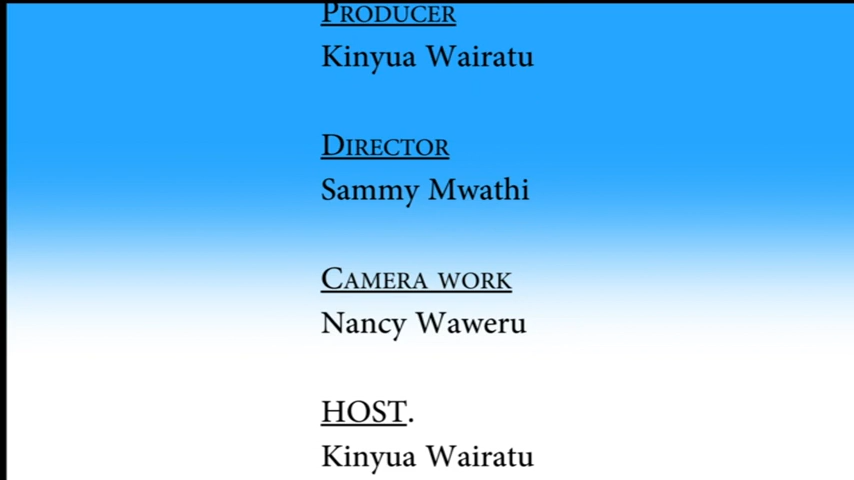 PRODUCER
Kinyua Wairatu
DIRECTOR
Sammy Mwathi
CAMERA WORK
Nancy Waweru
HOST.
Kinyua Wairatu